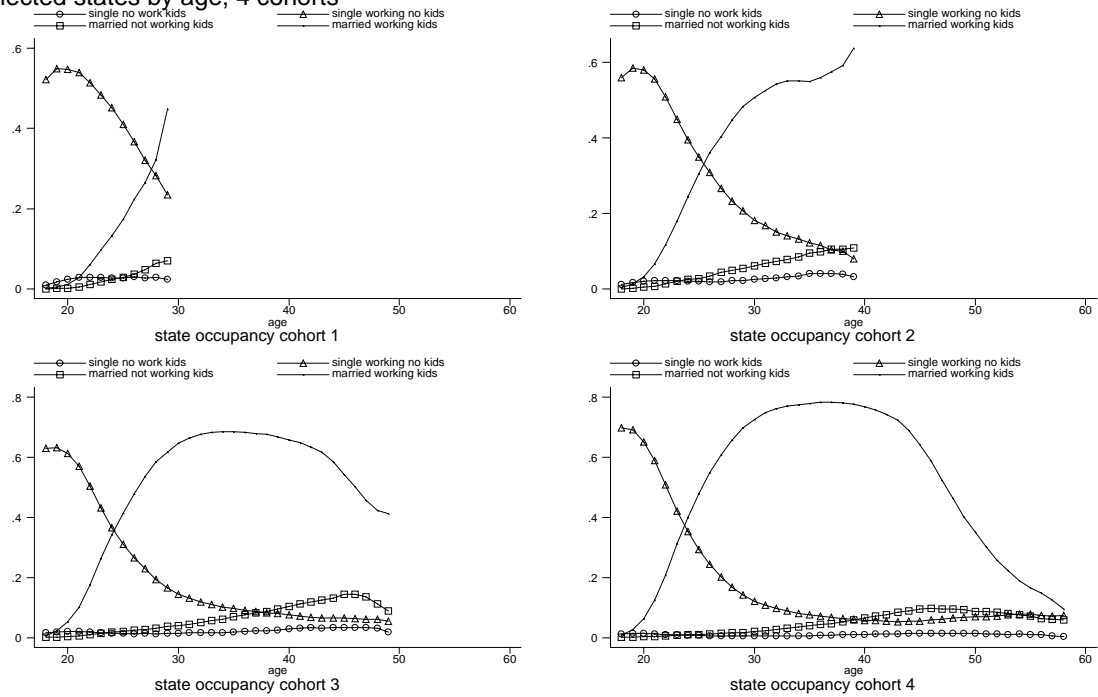 lected states by age, 4 cohorts
single no work kids single working no kids
married not working kids married working kids
.6
.4
.2
0
20 30 40 50 60
age
state occupancy cohort 1
single no work kids single working no kids
married not working kids married working kids
.6
.4
.2
0
20 30 40 50 60
age
state occupancy cohort 2
single no work kids single working no kids
married not working kids married working kids
.8
.6
.4
.2
0
20 30 40 50 60
age
state occupancy cohort 3
single no work kids single working no kids
married not working kids married working kids
.8
.6
.4
.2
0
20 30 40 50 60
age
state occupancy cohort 4